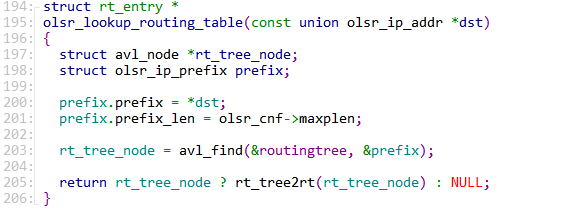 194: struct rt_entry *
195: olsr_lookup_routing_table(const union olsr_ip_addr *dst)
196: {
197:   struct avl_node *rt_tree_node;
198:   struct olsr_ip_prefix prefix;
199:
200:   prefix.prefix = *dst;
201:   prefix.prefix_len = olsr_cnf->maxplen;
202:
203:   rt_tree_node = avl_find(&routingtree, &prefix);
204:
205:   return rt_tree_node ? rt_tree2rt(rt_tree_node) : NULL;
206: }